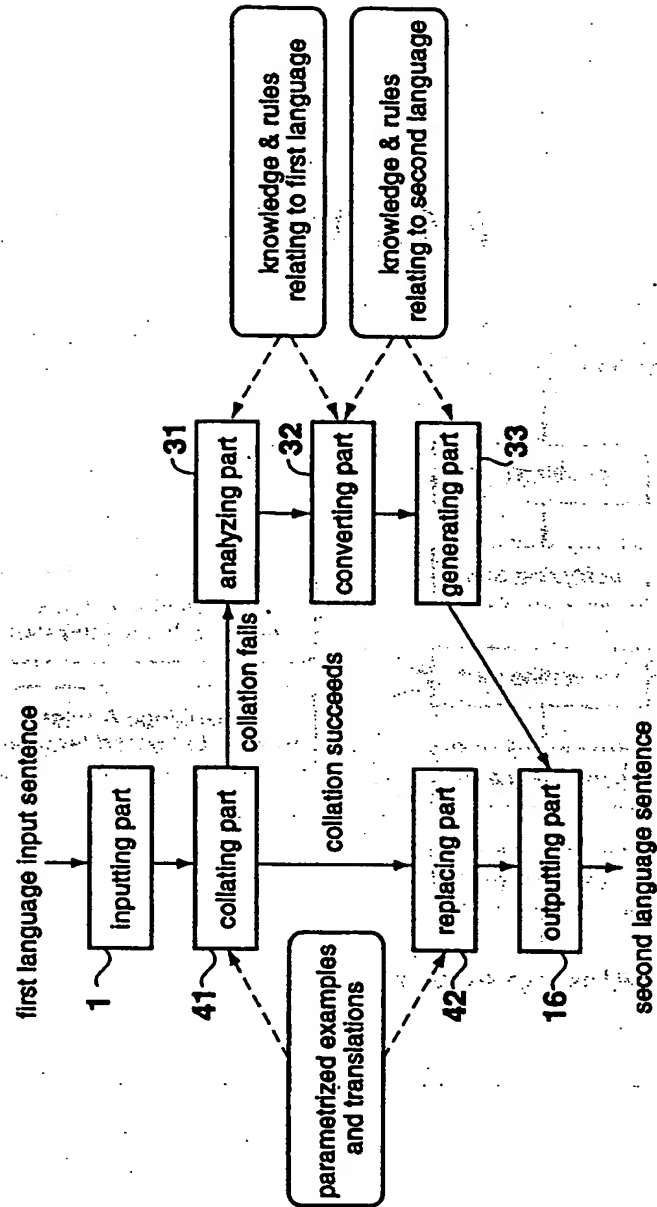 first language input sentence
1
inputting part
41
collating part
collation fails
31
analyzing part
knowledge & rules
relating to first language
32
converting part
collation succeeds
knowledge & rules
relating to second language
parametrized examples
and translations
42
replacing part
33
generating part
16
outputting part
second language sentence